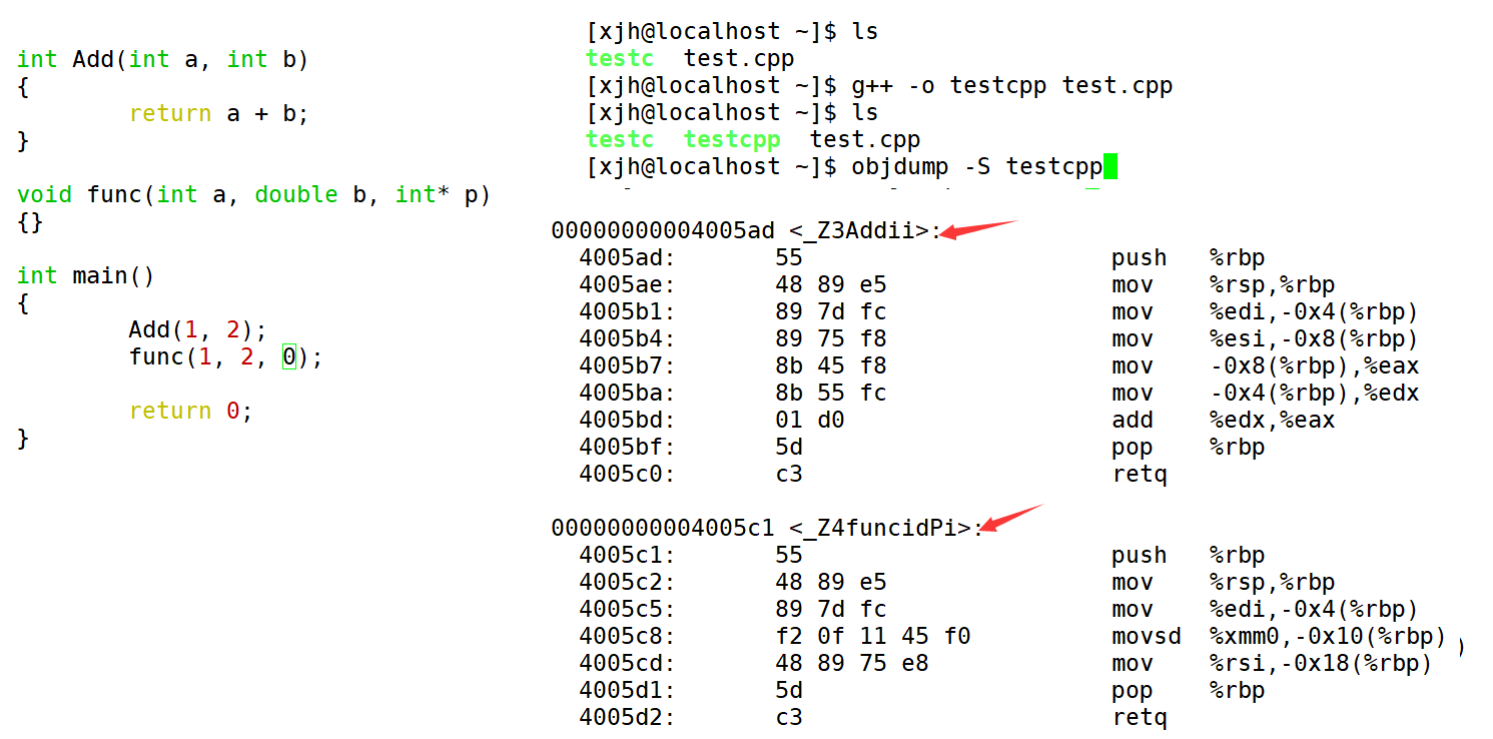 int Add(int a, int b)
{
return a + b;
}
void func(int a, double b, int* p)
{}
int main()
{
Add(1, 2);
func(1, 2, 0);
return 0;
}
[xjh@localhost ~]$ ls
testc  test.cpp
[xjh@localhost ~]$ g++ -o testcpp test.cpp
[xjh@localhost ~]$ ls
testc  testcpp  test.cpp
[xjh@localhost ~]$ objdump -S testcpp
00000000004005ad <_Z3Addii>:
4005ad: 55 push %rbp
4005ae: 48 89 e5 mov %rsp,%rbp
4005b1: 89 7d fc mov %edi,-0x4(%rbp)
4005b4: 89 75 f8 mov %esi,-0x8(%rbp)
4005b7: 8b 45 f8 mov -0x8(%rbp),%eax
4005ba: 8b 55 fc mov -0x4(%rbp),%edx
4005bd: 01 d0 add %edx,%eax
4005bf: 5d pop %rbp
4005c0: c3 retq
00000000004005c1 <_Z4funcidPi>:
4005c1: 55 push %rbp
4005c2: 48 89 e5 mov %rsp,%rbp
4005c5: 89 7d fc mov %edi,-0x4(%rbp)
4005c8: f2 0f 11 45 f0 movsd %xmm0,-0x10(%rbp)
4005cd: 48 89 75 e8 mov %rsi,-0x18(%rbp)
4005d1: 5d pop %rbp
4005d2: c3 retq